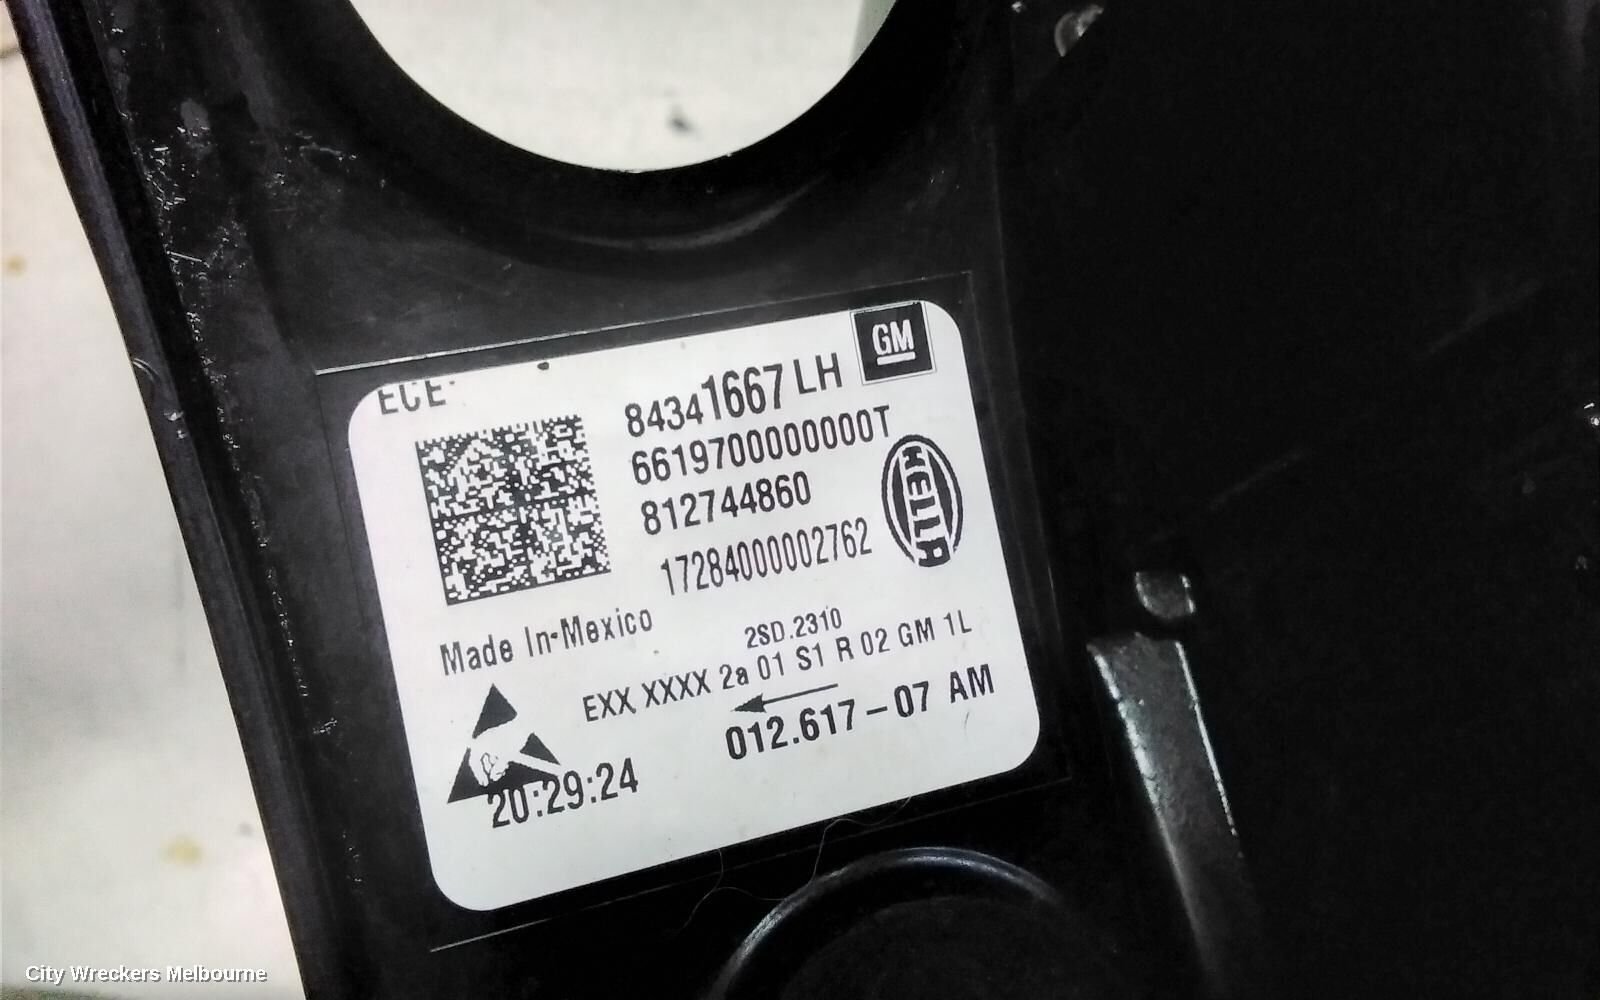 ECE
84341667 LH
GM
6619700000000T
812744860
HELLA
17284000002762
Made In-Mexico
2SD.2310
EXX XXXX 2a 01 S1 R 02 GM 1L
012.617-07 AM
20:29:24
City Wreckers Melbourne